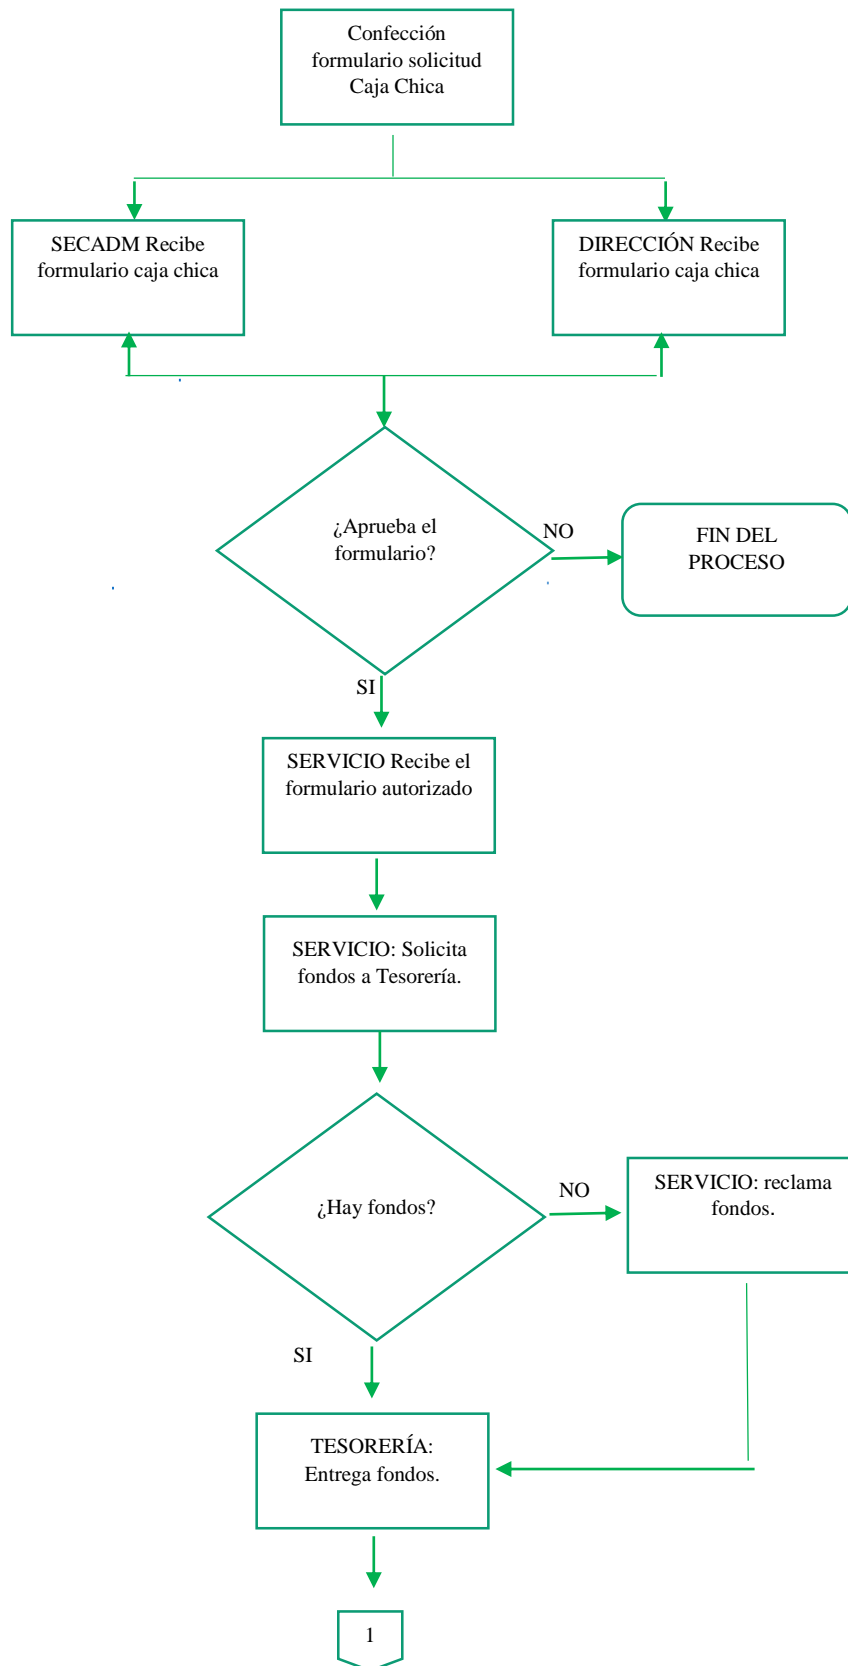 Confección
formulario solicitud
Caja Chica
SECADM Recibe
formulario caja chica
DIRECCIÓN Recibe
formulario caja chica
¿Aprueba el
formulario?
NO
FIN DEL
PROCESO
SI
SERVICIO Recibe el
formulario autorizado
SERVICIO: Solicita
fondos a Tesorería.
¿Hay fondos?
NO
SERVICIO: reclama
fondos.
SI
TESORERÍA:
Entrega fondos.
1